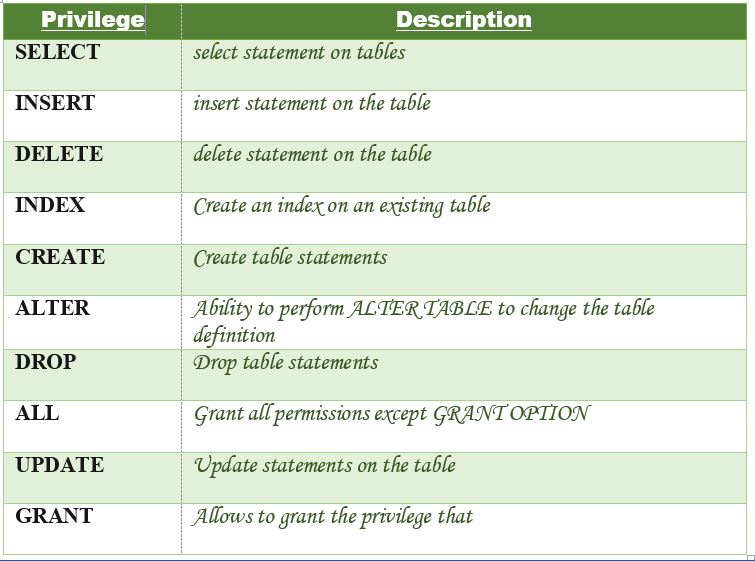 Privilege Description
SELECT select statement on tables
INSERT insert statement on the table
DELETE delete statement on the table
INDEX Create an index on an existing table
CREATE Create table statements
ALTER Ability to perform ALTER TABLE to change the table
definition
DROP Drop table statements
ALL Grant all permissions except GRANT OPTION
UPDATE Update statements on the table
GRANT Allows to grant the privilege that